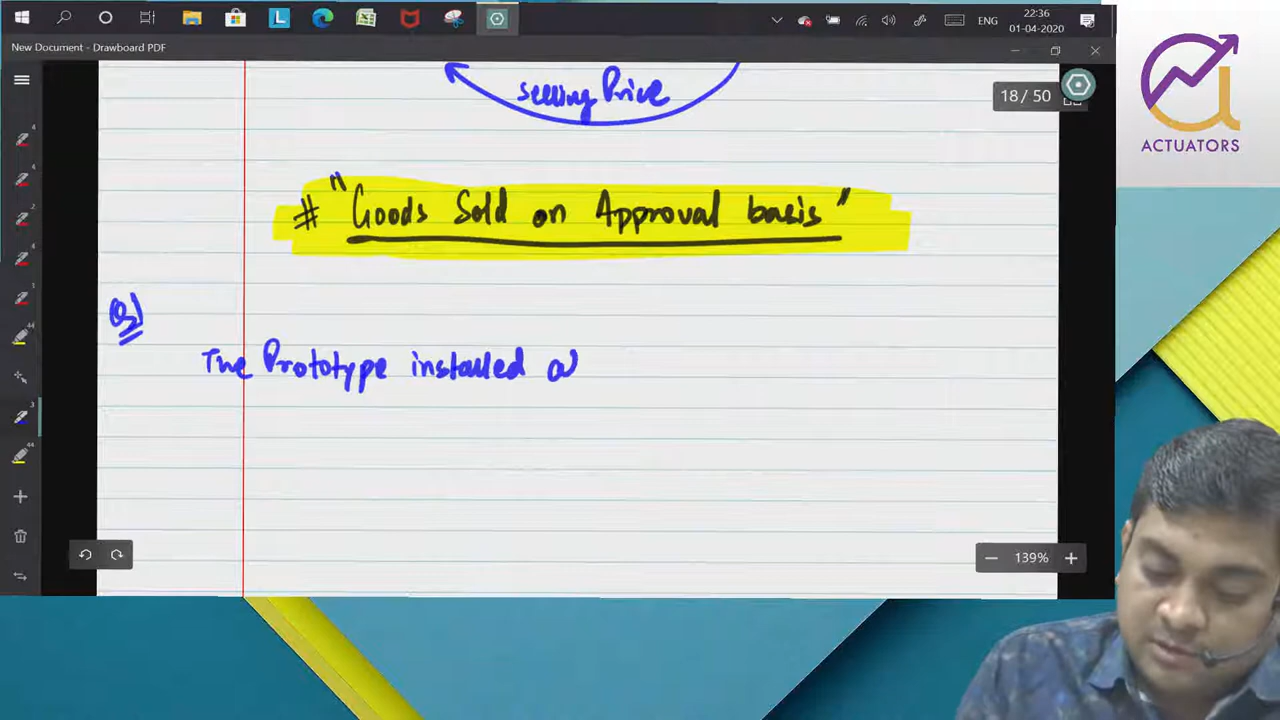 22:36
ENG
01-04-2020
New Document - Drawboard PDF
selling Price
18 / 50
ACTUATORS
# "Goods Sold on Approval basis"
Q)
The Prototype installed a
139%